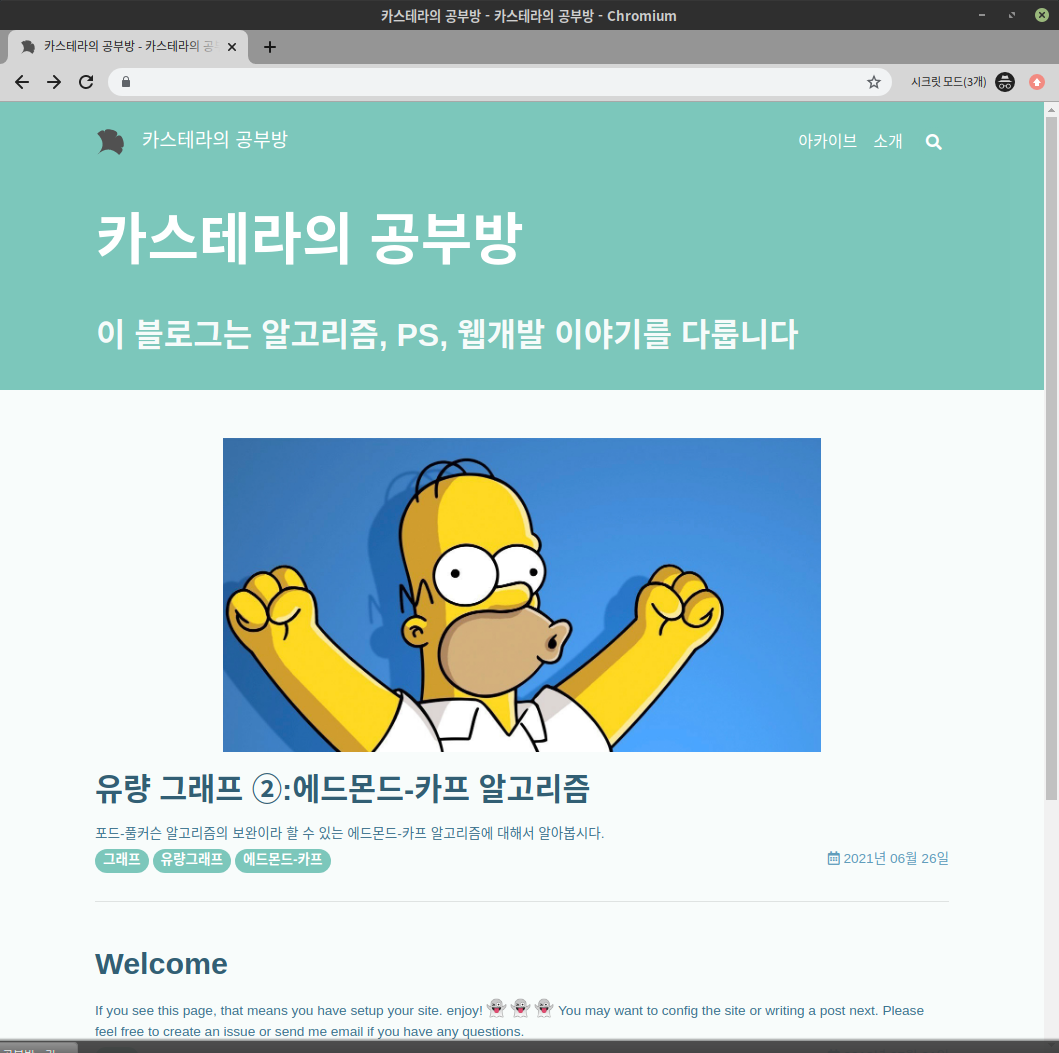 카스테라의 공부방 - 카스테라의 공부방 - Chromium
카스테라의 공부방 - 카스테라의 공
시크릿 모드(3개)
카스테라의 공부방
아카이브 소개
카스테라의 공부방
이 블로그는 알고리즘, PS, 웹개발 이야기를 다룹니다
유량 그래프 ②:에드몬드-카프 알고리즘
포드-풀커슨 알고리즘의 보완이라 할 수 있는 에드몬드-카프 알고리즘에 대해서 알아봅시다.
그래프 유량그래프 에드몬드-카프
2021년 06월 26일
Welcome
If you see this page, that means you have setup your site. enjoy! 👻 👻 👻 You may want to config the site or writing a post next. Please
feel free to create an issue or send me email if you have any questions.